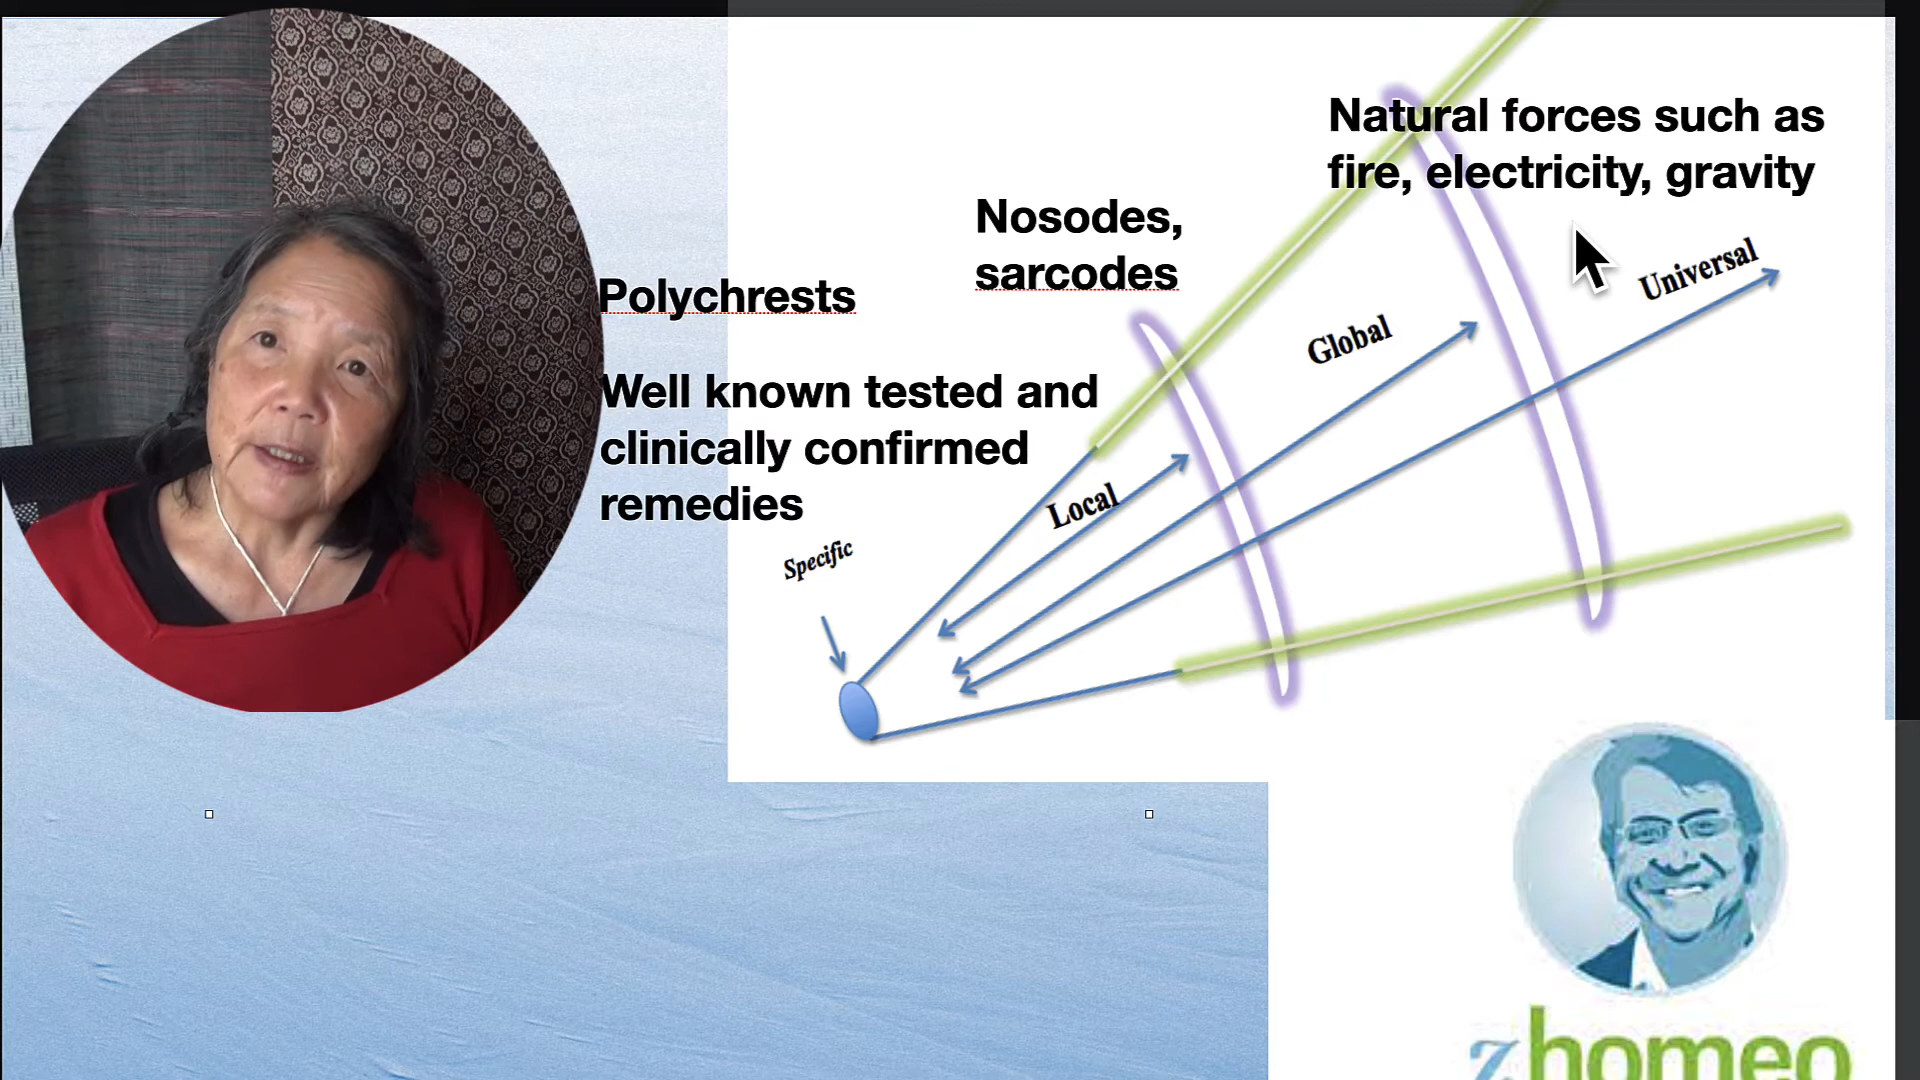 Natural forces such as
fire, electricity, gravity
Nosodes,
sarcodes
Polychrests
Well known tested and
clinically confirmed
remedies
Universal
Global
Local
Specific
zhomeo